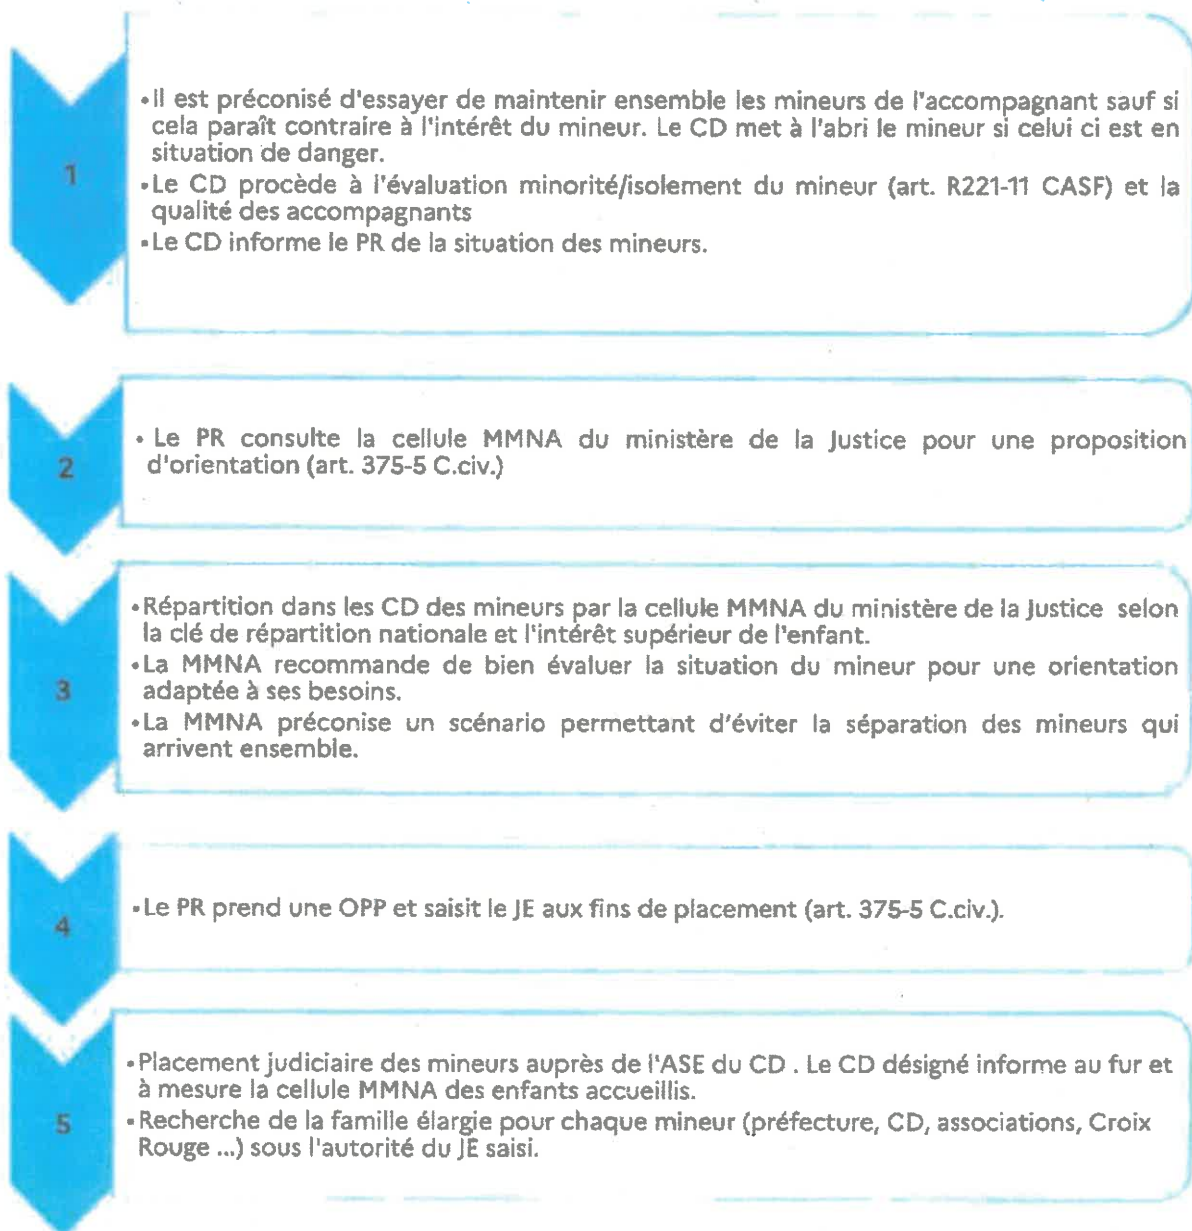 1
•Il est préconisé d'essayer de maintenir ensemble les mineurs de l'accompagnant sauf si
cela paraît contraire à l'intérêt du mineur. Le CD met à l'abri le mineur si celui ci est en
situation de danger.
•Le CD procède à l'évaluation minorité/isolement du mineur (art. R221-11 CASF) et la
qualité des accompagnants
•Le CD informe le PR de la situation des mineurs.
2
• Le PR consulte la cellule MMNA du ministère de la Justice pour une proposition
d'orientation (art. 375-5 C.civ.)
3
•Répartition dans les CD des mineurs par la cellule MMNA du ministère de la Justice selon
la clé de répartition nationale et l'intérêt supérieur de l'enfant.
•La MMNA recommande de bien évaluer la situation du mineur pour une orientation
adaptée à ses besoins.
•La MMNA préconise un scénario permettant d'éviter la séparation des mineurs qui
arrivent ensemble.
4
•Le PR prend une OPP et saisit le JE aux fins de placement (art. 375-5 C.civ.).
5
•Placement judiciaire des mineurs auprès de l'ASE du CD . Le CD désigné informe au fur et
à mesure la cellule MMNA des enfants accueillis.
•Recherche de la famille élargie pour chaque mineur (préfecture, CD, associations, Croix
Rouge ...) sous l'autorité du JE saisi.